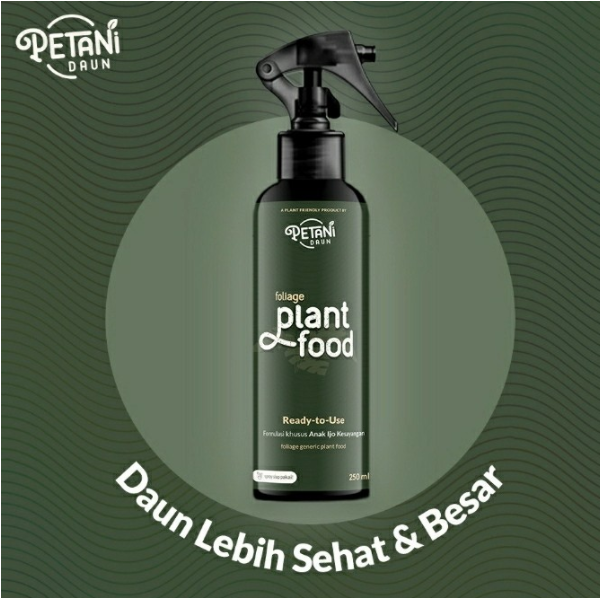 PETANI
DAUN
A PLANT FRIENDLY PRODUCT BY
PETANI
DAUN
foliage
plant
food
Ready-to-Use
Formulasi khusus Anak Ijo Kesayangan
foliage generic plant food
250 ml
Daun Lebih Sehat & Besar